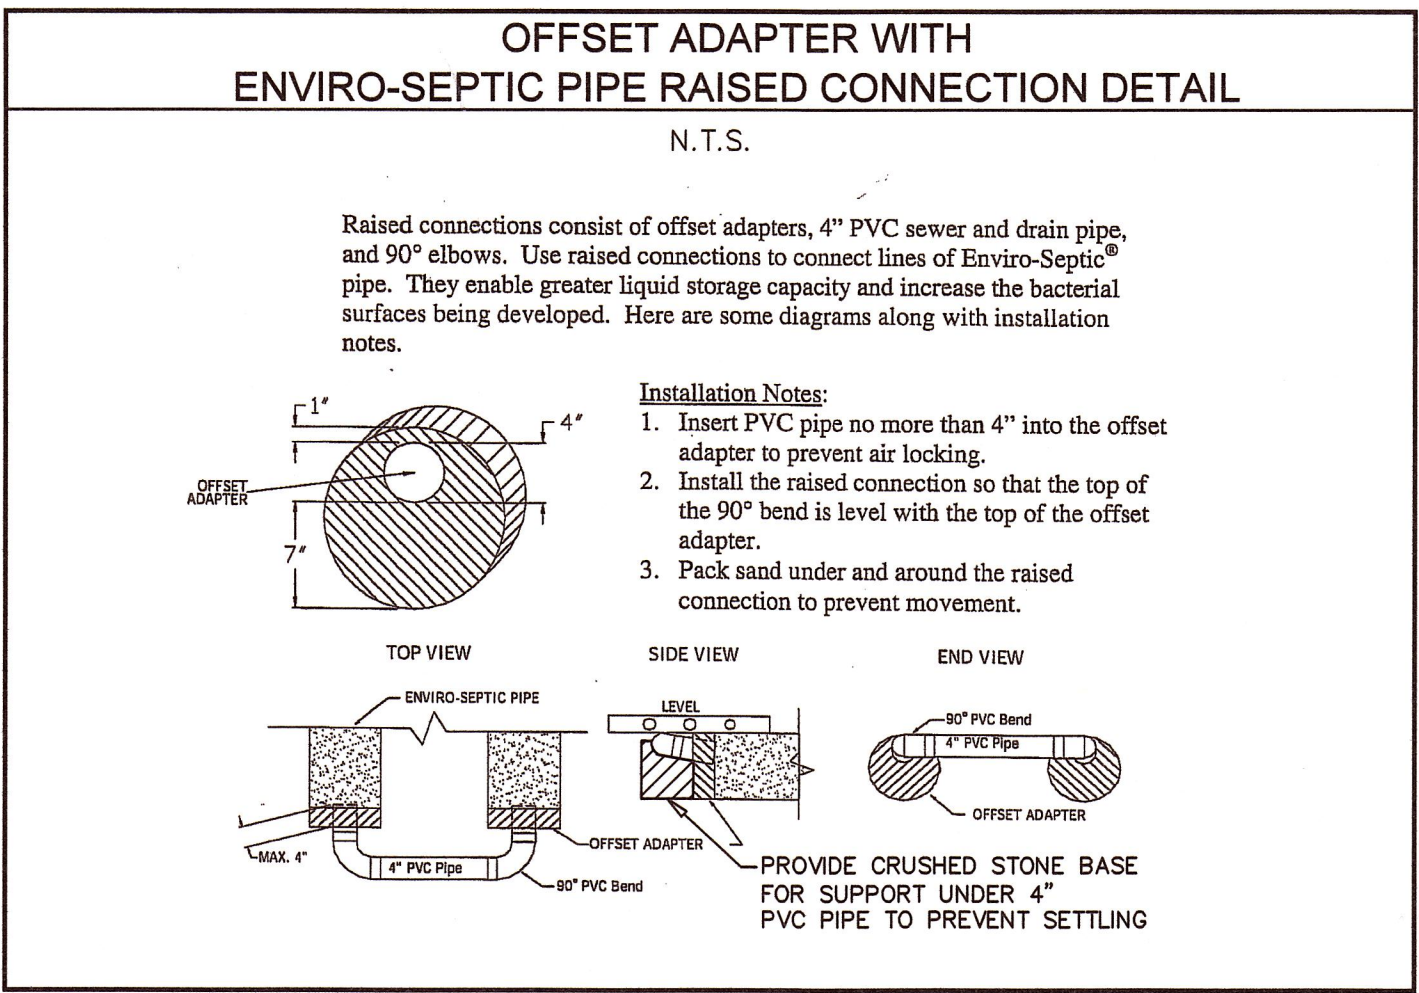 OFFSET ADAPTER WITH
ENVIRO-SEPTIC PIPE RAISED CONNECTION DETAIL
N.T.S.
Raised connections consist of offset adapters, 4” PVC sewer and drain pipe,
and 90° elbows. Use raised connections to connect lines of Enviro-Septic®
pipe. They enable greater liquid storage capacity and increase the bacterial
surfaces being developed. Here are some diagrams along with installation
notes.
1"
4"
OFFSET
ADAPTER
7"
Installation Notes:
1. Insert PVC pipe no more than 4” into the offset
adapter to prevent air locking.
2. Install the raised connection so that the top of
the 90° bend is level with the top of the offset
adapter.
3. Pack sand under and around the raised
connection to prevent movement.
TOP VIEW
ENVIRO-SEPTIC PIPE
MAX. 4"
4" PVC Pipe
OFFSET ADAPTER
90° PVC Bend
SIDE VIEW
LEVEL
PROVIDE CRUSHED STONE BASE
FOR SUPPORT UNDER 4"
PVC PIPE TO PREVENT SETTLING
END VIEW
90° PVC Bend
4" PVC Pipe
OFFSET ADAPTER